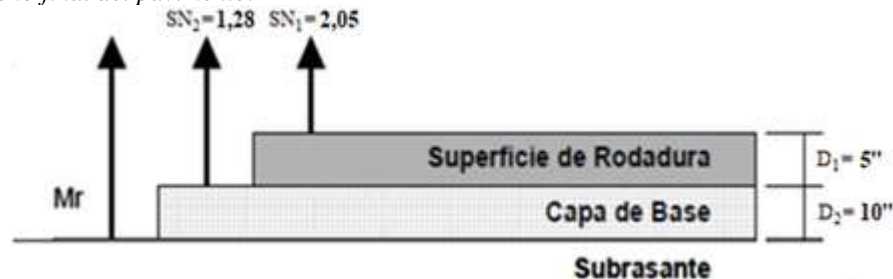 SN₂=1,28 SN₁=2,05
Superficie de Rodadura
D₁= 5"
Mr
Capa de Base
D₂= 10"
Subrasante